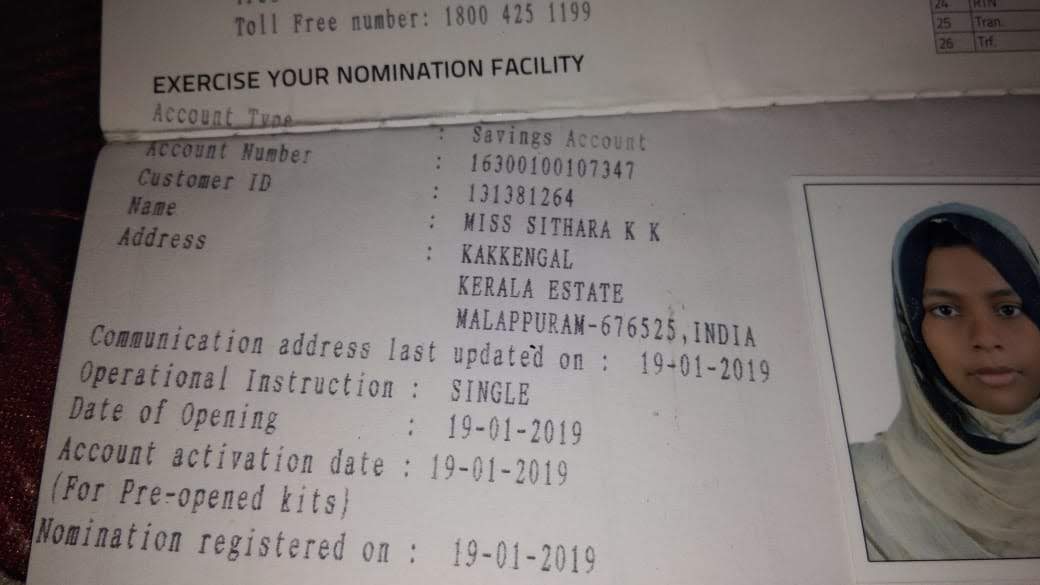 Toll Free number: 1800 425 1199
24 RTN
25 Tran.
26 Trf.
EXERCISE YOUR NOMINATION FACILITY
Account Type : Savings Account
Account Number : 16300100107347
Customer ID : 131381264
Name : MISS SITHARA K K
Address : KAKKENGAL
KERALA ESTATE
MALAPPURAM-676525,INDIA
Communication address last updated on : 19-01-2019
Operational Instruction : SINGLE
Date of Opening : 19-01-2019
Account activation date : 19-01-2019
(For Pre-opened kits)
Nomination registered on : 19-01-2019